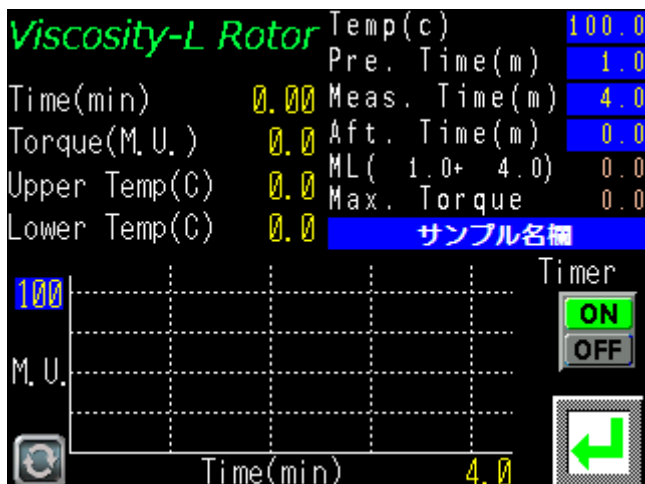 Viscosity-L Rotor
Time(min) 0.00
Torque(M.U.) 0.0
Upper Temp(C) 0.0
Lower Temp(C) 0.0
Temp(c) 100.0
Pre. Time(m) 1.0
Meas. Time(m) 4.0
Aft. Time(m) 0.0
ML( 1.0+ 4.0) 0.0
Max. Torque 0.0
サンプル名欄
Timer
ON
OFF
100
M.U.
Time(min) 4.0